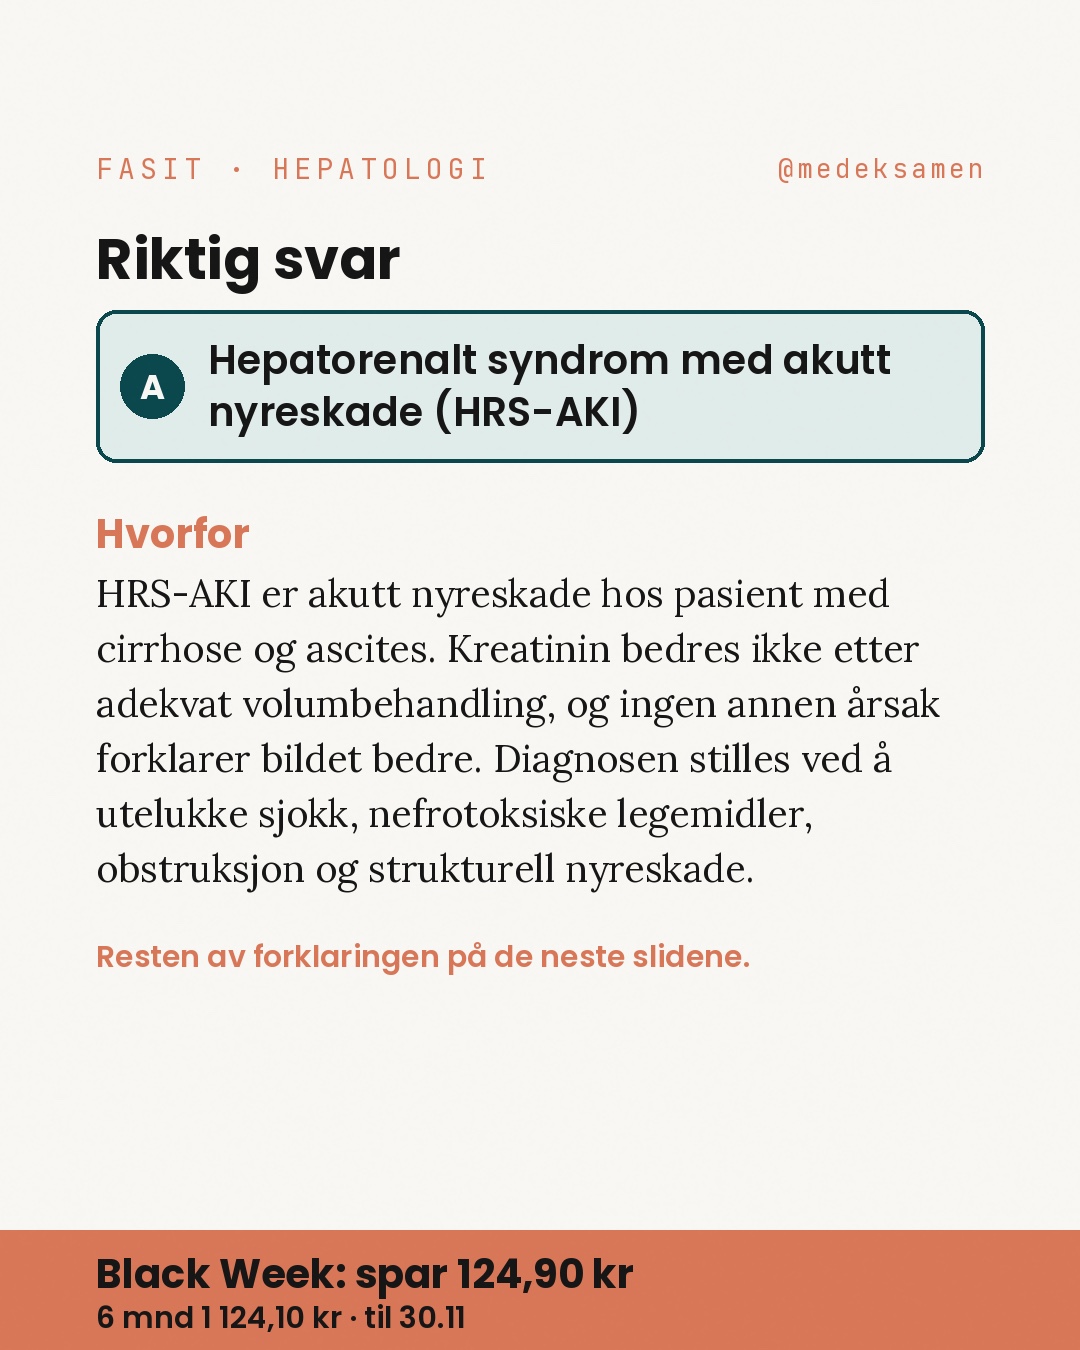 FASIT · HEPATOLOGI
@medeksamen
Riktig svar
A
Hepatorenalt syndrom med akutt
nyreskade (HRS-AKI)
Hvorfor
HRS-AKI er akutt nyreskade hos pasient med
cirrhose og ascites. Kreatinin bedres ikke etter
adekvat volumbehandling, og ingen annen årsak
forklarer bildet bedre. Diagnosen stilles ved å
utelukke sjokk, nefrotoksiske legemidler,
obstruksjon og strukturell nyreskade.
Resten av forklaringen på de neste slidene.
Black Week: spar 124,90 kr
6 mnd 1 124,10 kr · til 30.11